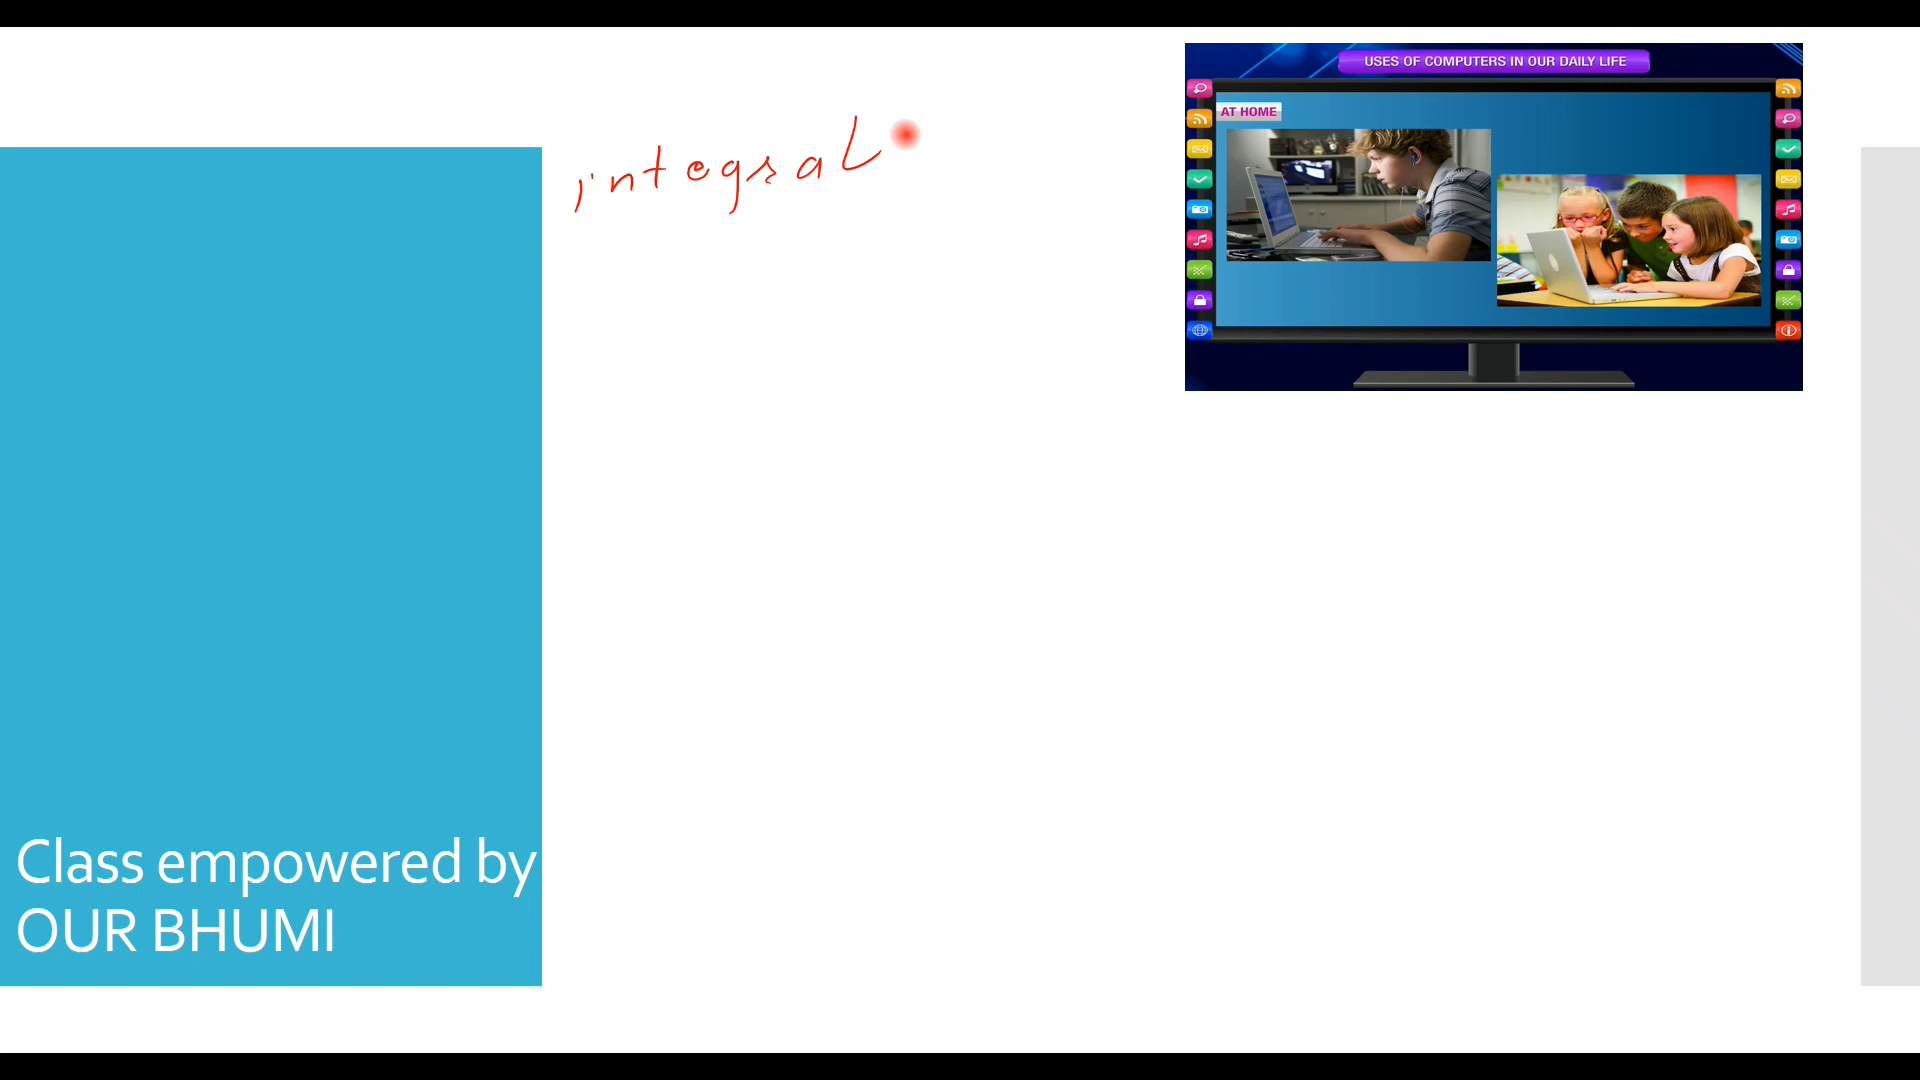 integral
USES OF COMPUTERS IN OUR DAILY LIFE
AT HOME
Class empowered by
OUR BHUMI